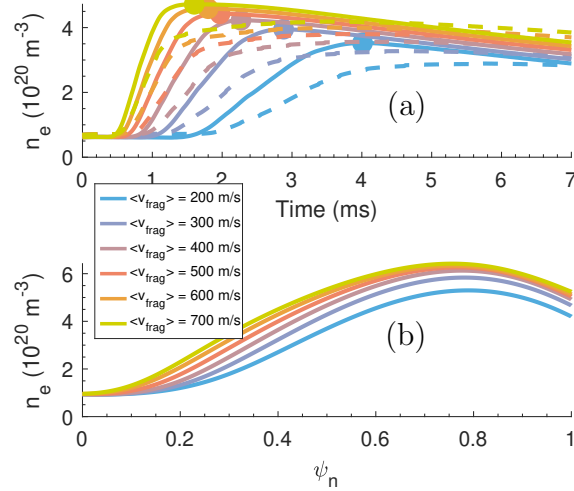 n_e (10^20 m^-3)
4
2
0
(a)
0 1 2 3 4 5 6 7
Time (ms)
<v_frag> = 200 m/s
<v_frag> = 300 m/s
<v_frag> = 400 m/s
<v_frag> = 500 m/s
<v_frag> = 600 m/s
<v_frag> = 700 m/s
n_e (10^20 m^-3)
6
4
2
0
(b)
0 0.2 0.4 0.6 0.8 1
ψ_n